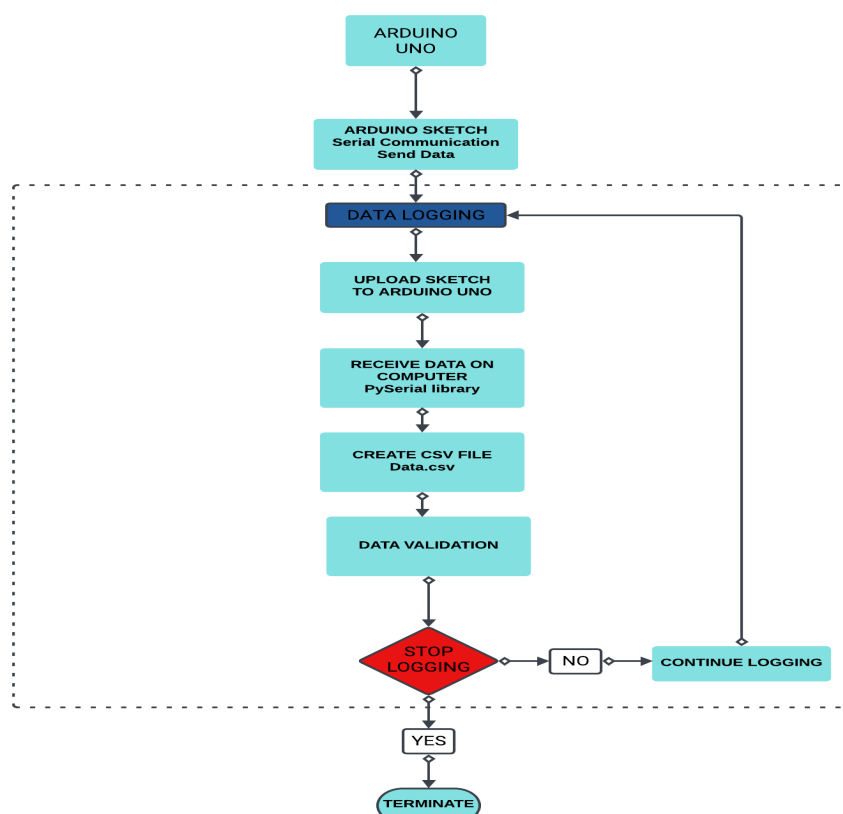 ARDUINO
UNO
ARDUINO SKETCH
Serial Communication
Send Data
DATA LOGGING
UPLOAD SKETCH
TO ARDUINO UNO
RECEIVE DATA ON
COMPUTER
PySerial library
CREATE CSV FILE
Data.csv
DATA VALIDATION
STOP
LOGGING
NO
CONTINUE LOGGING
YES
TERMINATE